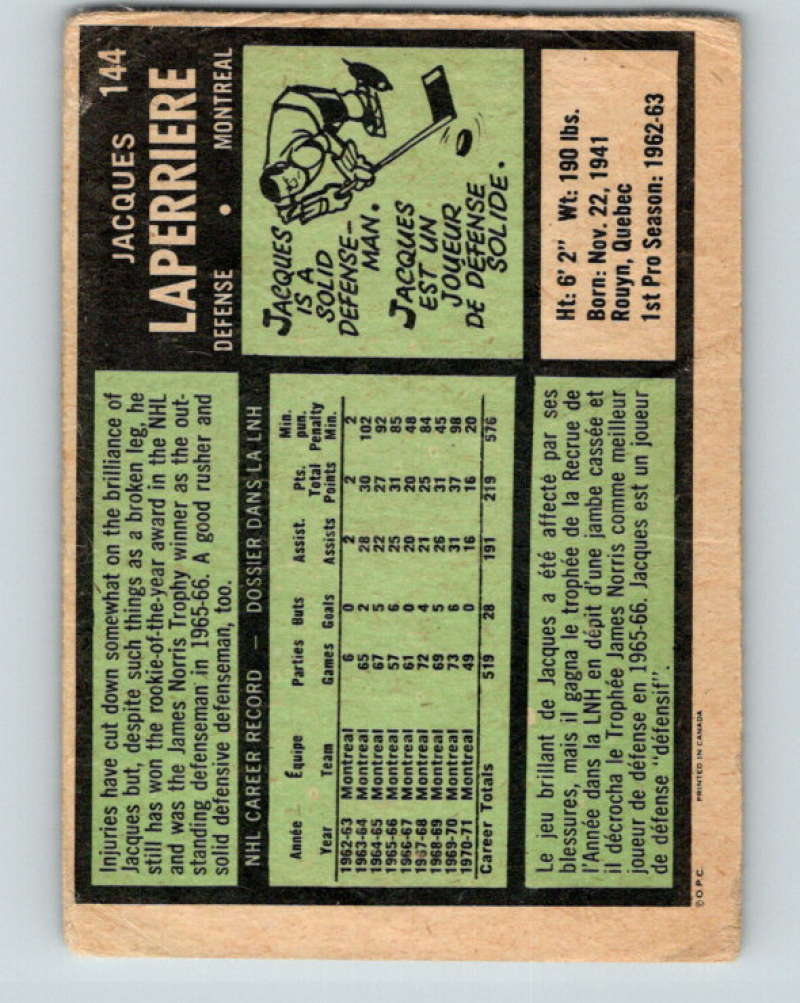 JACQUES 144
LAPERRIERE
DEFENSE • MONTREAL
Injuries have cut down somewhat on the brilliance of
Jacques but, despite such things as a broken leg, he
still has won the rookie-of-the-year award in the NHL
and was the James Norris Trophy winner as the out-
standing defenseman in 1965-66. A good rusher and
solid defensive defenseman, too.
JACQUES
IS A
SOLID
DEFENSE-
MAN.
JACQUES
EST UN
JOUEUR
DE DÉFENSE
SOLIDE.
NHL CAREER RECORD — DOSSIER DANS LA LNH
Année Équipe Parties Buts Assist. Pts. Total Min. pun.
Year Team Games Goals Assists Points Penalty Min.
1962-63 Montreal 6 0 2 2 2
1963-64 Montreal 65 2 28 30 102
1964-65 Montreal 67 5 22 27 92
1965-66 Montreal 57 6 25 31 85
1966-67 Montreal 61 0 20 20 48
1967-68 Montreal 72 4 21 25 84
1968-69 Montreal 69 5 26 31 45
1969-70 Montreal 73 6 31 37 98
1970-71 Montreal 49 0 16 16 20
Career Totals 519 28 191 219 576
Ht: 6' 2" Wt: 190 lbs.
Born: Nov. 22, 1941
Rouyn, Quebec
1st Pro Season: 1962-63
Le jeu brillant de Jacques a été affecté par ses
blessures, mais il gagna le trophée de la Recrue de
l'Année dans la LNH en dépit d'une jambe cassée et
il décrocha le Trophée James Norris comme meilleur
joueur de défense en 1965-66. Jacques est un joueur
de défense "défensif".
©O.P.C. PRINTED IN CANADA